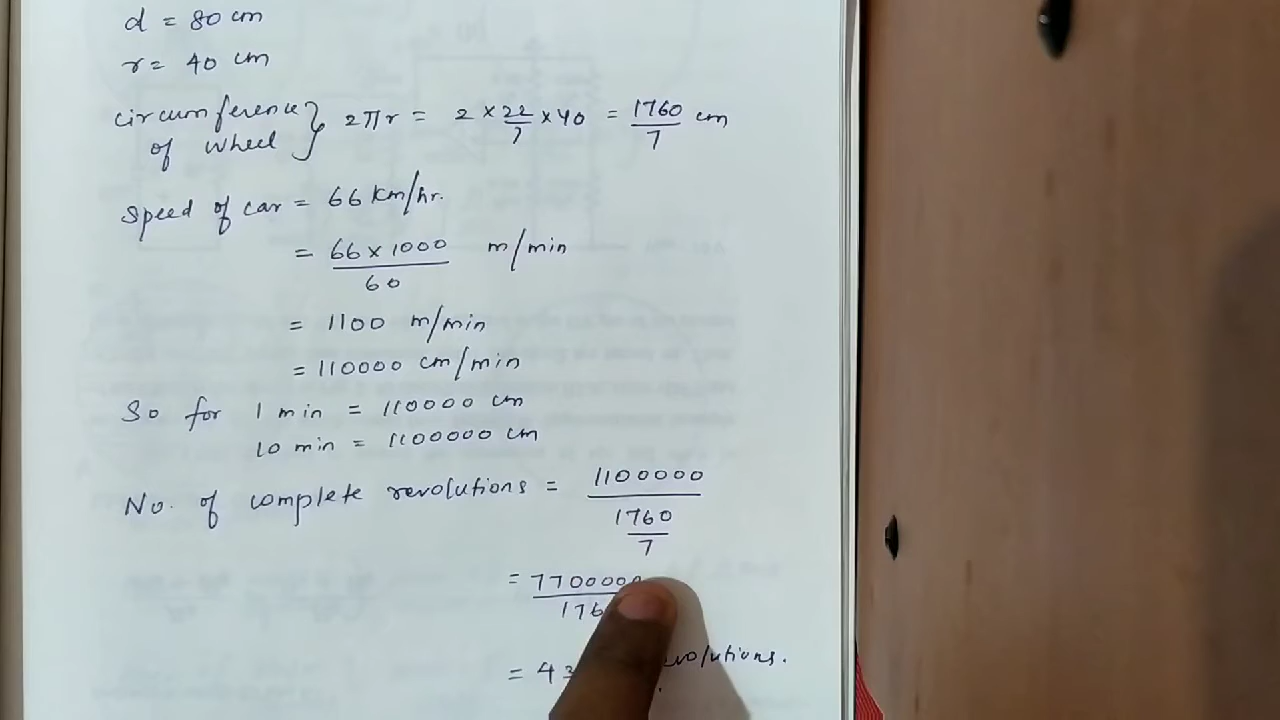 d = 80 cm
r = 40 cm
circumference of wheel } 2πr = 2 × 22/7 × 40 = 1760/7 cm
Speed of car = 66 km/hr.
= 66 × 1000 / 60 m/min
= 1100 m/min
= 110000 cm/min
So for 1 min = 110000 cm
10 min = 1100000 cm
No. of complete revolutions = 1100000 / 1760/7
= 7700000 /
=